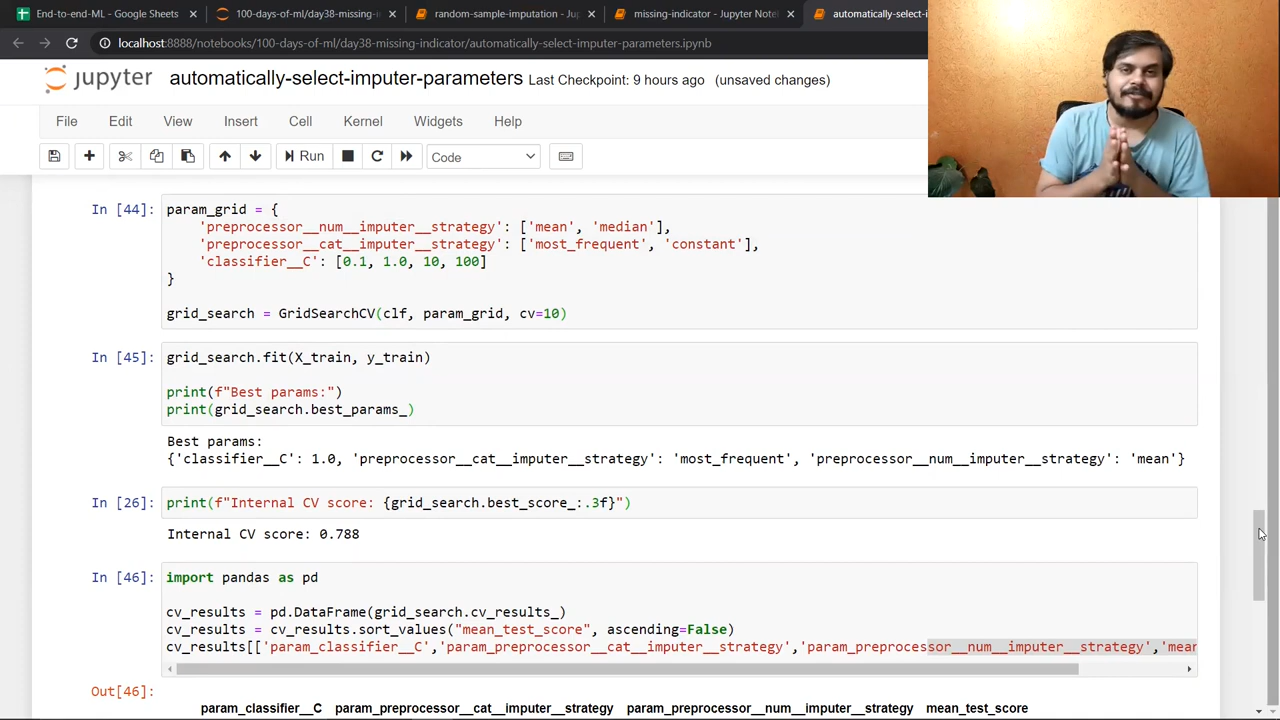 End-to-end-ML - Google Sheets
100-days-of-ml/day38-missing-in
random-sample-imputation - Jup
missing-indicator - Jupyter Note
automatically-select-i
localhost:8888/notebooks/100-days-of-ml/day38-missing-indicator/automatically-select-imputer-parameters.ipynb
jupyter automatically-select-imputer-parameters Last Checkpoint: 9 hours ago (unsaved changes)
File Edit View Insert Cell Kernel Widgets Help
Run Code
In [44]: param_grid = {
'preprocessor__num__imputer__strategy': ['mean', 'median'],
'preprocessor__cat__imputer__strategy': ['most_frequent', 'constant'],
'classifier__C': [0.1, 1.0, 10, 100]
}
grid_search = GridSearchCV(clf, param_grid, cv=10)
In [45]: grid_search.fit(X_train, y_train)
print(f"Best params:")
print(grid_search.best_params_)
Best params:
{'classifier__C': 1.0, 'preprocessor__cat__imputer__strategy': 'most_frequent', 'preprocessor__num__imputer__strategy': 'mean'}
In [26]: print(f"Internal CV score: {grid_search.best_score_:.3f}")
Internal CV score: 0.788
In [46]: import pandas as pd
cv_results = pd.DataFrame(grid_search.cv_results_)
cv_results = cv_results.sort_values("mean_test_score", ascending=False)
cv_results[['param_classifier__C','param_preprocessor__cat__imputer__strategy','param_preprocessor__num__imputer__strategy','mean
Out[46]:
param_classifier__C param_preprocessor__cat__imputer__strategy param_preprocessor__num__imputer__strategy mean_test_score